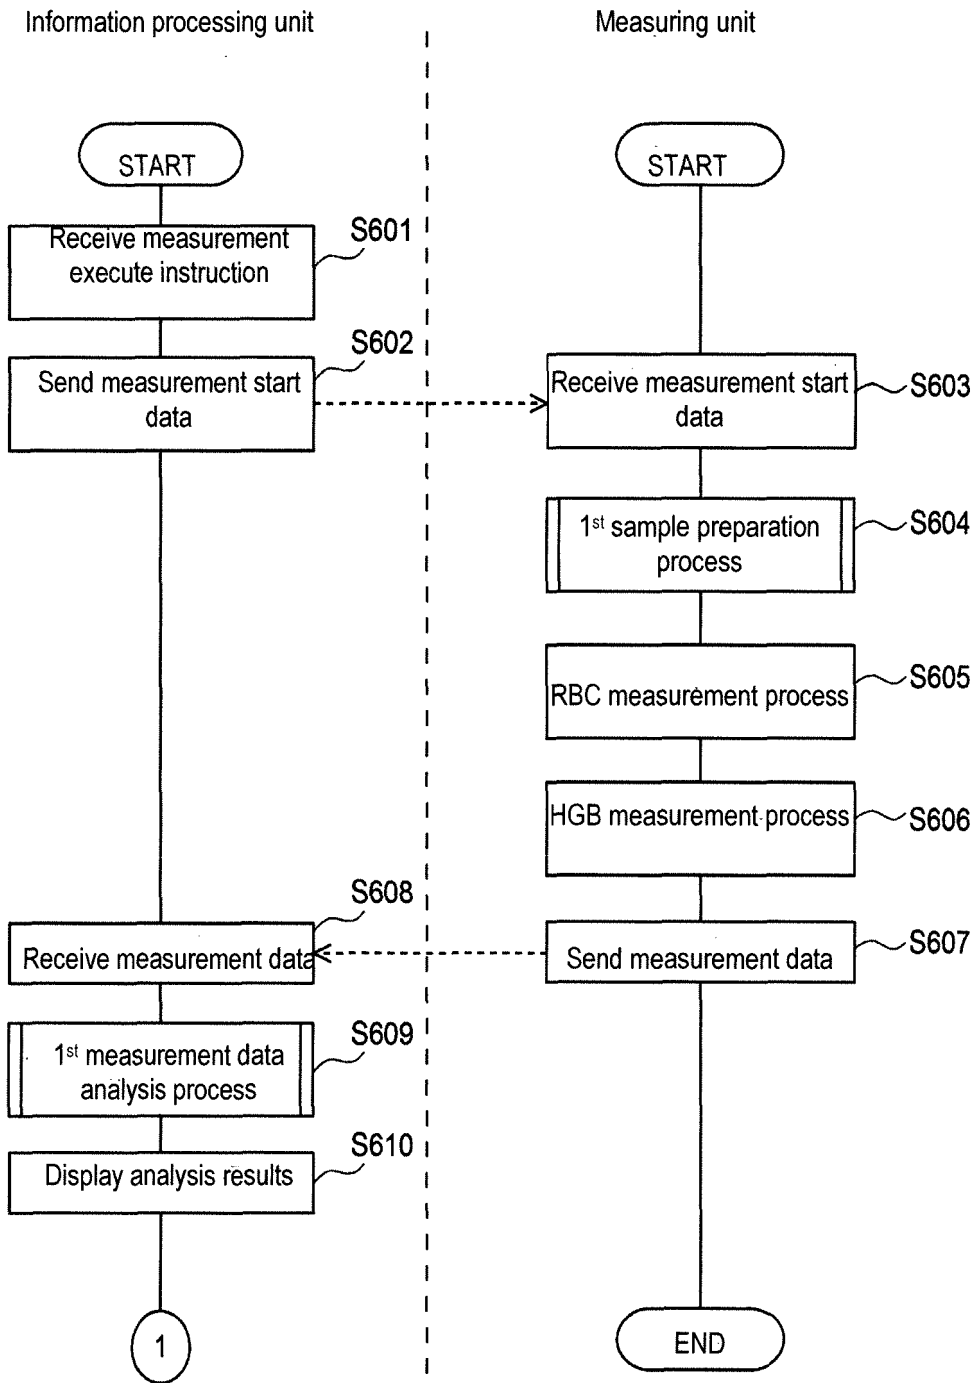 Information processing unit
Measuring unit
START
START
Receive measurement
execute instruction
S601
Send measurement start
data
S602
Receive measurement start
data
S603
1st sample preparation
process
S604
RBC measurement process
S605
HGB measurement process
S606
Receive measurement data
S608
Send measurement data
S607
1st measurement data
analysis process
S609
Display analysis results
S610
1
END